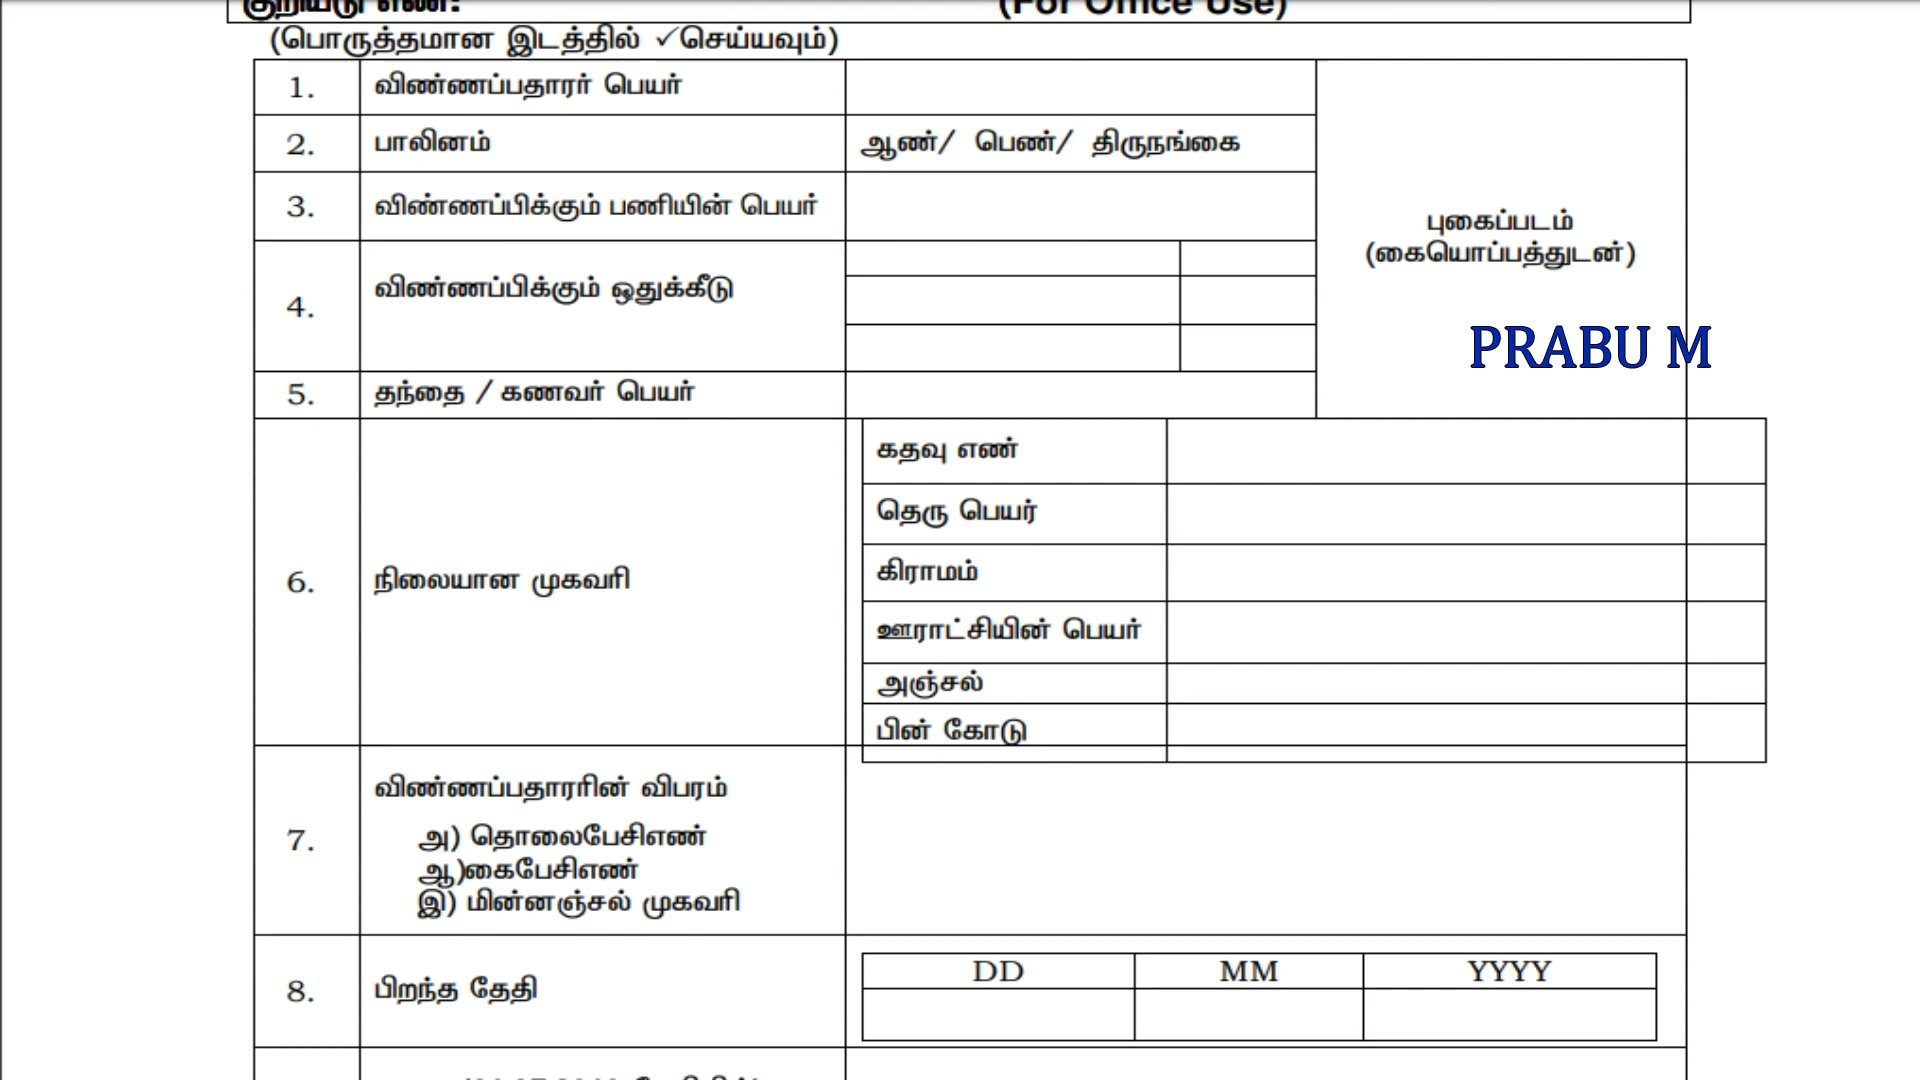 குறியீடு எண்: (For Office Use)
(பொருத்தமான இடத்தில் ✓செய்யவும்)
1. விண்ணப்பதாரர் பெயர்
2. பாலினம் ஆண்/ பெண்/ திருநங்கை
3. விண்ணப்பிக்கும் பணியின் பெயர்
புகைப்படம்
(கையொப்பத்துடன்)
4. விண்ணப்பிக்கும் ஒதுக்கீடு
PRABU M
5. தந்தை / கணவர் பெயர்
6. நிலையான முகவரி
கதவு எண்
தெரு பெயர்
கிராமம்
ஊராட்சியின் பெயர்
அஞ்சல்
பின் கோடு
7. விண்ணப்பதாரரின் விபரம்
அ) தொலைபேசிஎண்
ஆ)கைபேசிஎண்
இ) மின்னஞ்சல் முகவரி
8. பிறந்த தேதி
DD MM YYYY